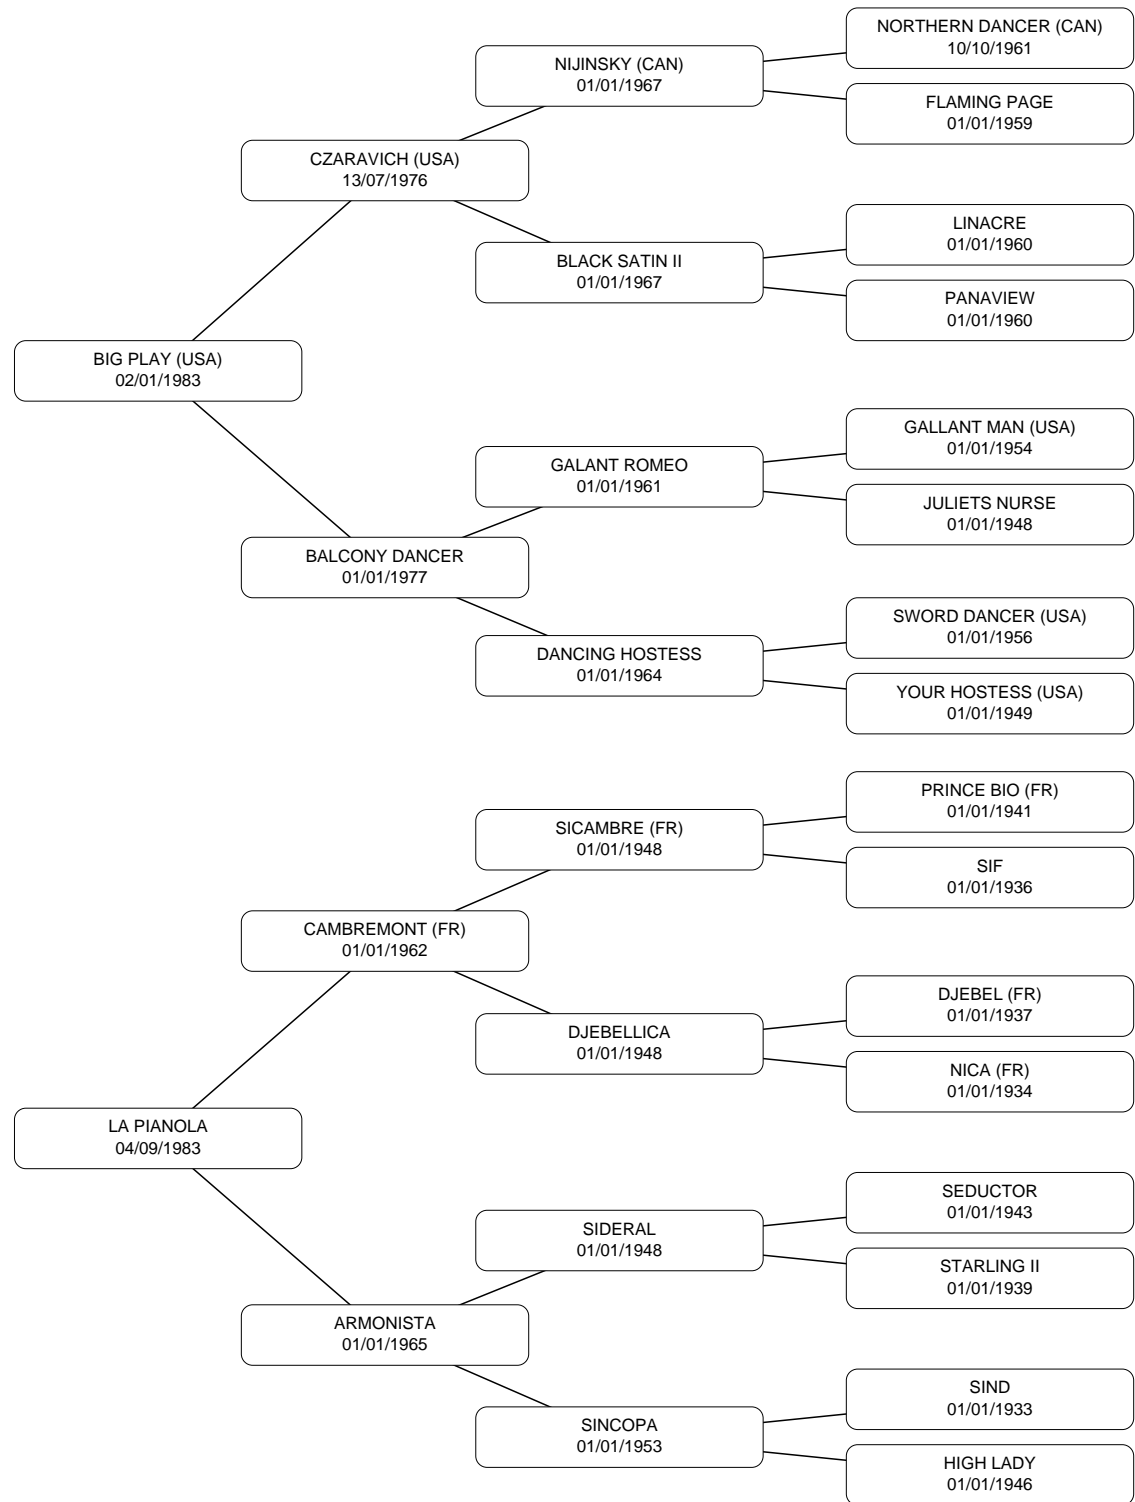 NORTHERN DANCER (CAN)
10/10/1961
NIJINSKY (CAN)
01/01/1967
FLAMING PAGE
01/01/1959
CZARAVICH (USA)
13/07/1976
LINACRE
01/01/1960
BLACK SATIN II
01/01/1967
PANAVIEW
01/01/1960
BIG PLAY (USA)
02/01/1983
GALLANT MAN (USA)
01/01/1954
GALANT ROMEO
01/01/1961
JULIETS NURSE
01/01/1948
BALCONY DANCER
01/01/1977
SWORD DANCER (USA)
01/01/1956
DANCING HOSTESS
01/01/1964
YOUR HOSTESS (USA)
01/01/1949
PRINCE BIO (FR)
01/01/1941
SICAMBRE (FR)
01/01/1948
SIF
01/01/1936
CAMBREMONT (FR)
01/01/1962
DJEBEL (FR)
01/01/1937
DJEBELLICA
01/01/1948
NICA (FR)
01/01/1934
LA PIANOLA
04/09/1983
SEDUCTOR
01/01/1943
SIDERAL
01/01/1948
STARLING II
01/01/1939
ARMONISTA
01/01/1965
SIND
01/01/1933
SINCOPA
01/01/1953
HIGH LADY
01/01/1946